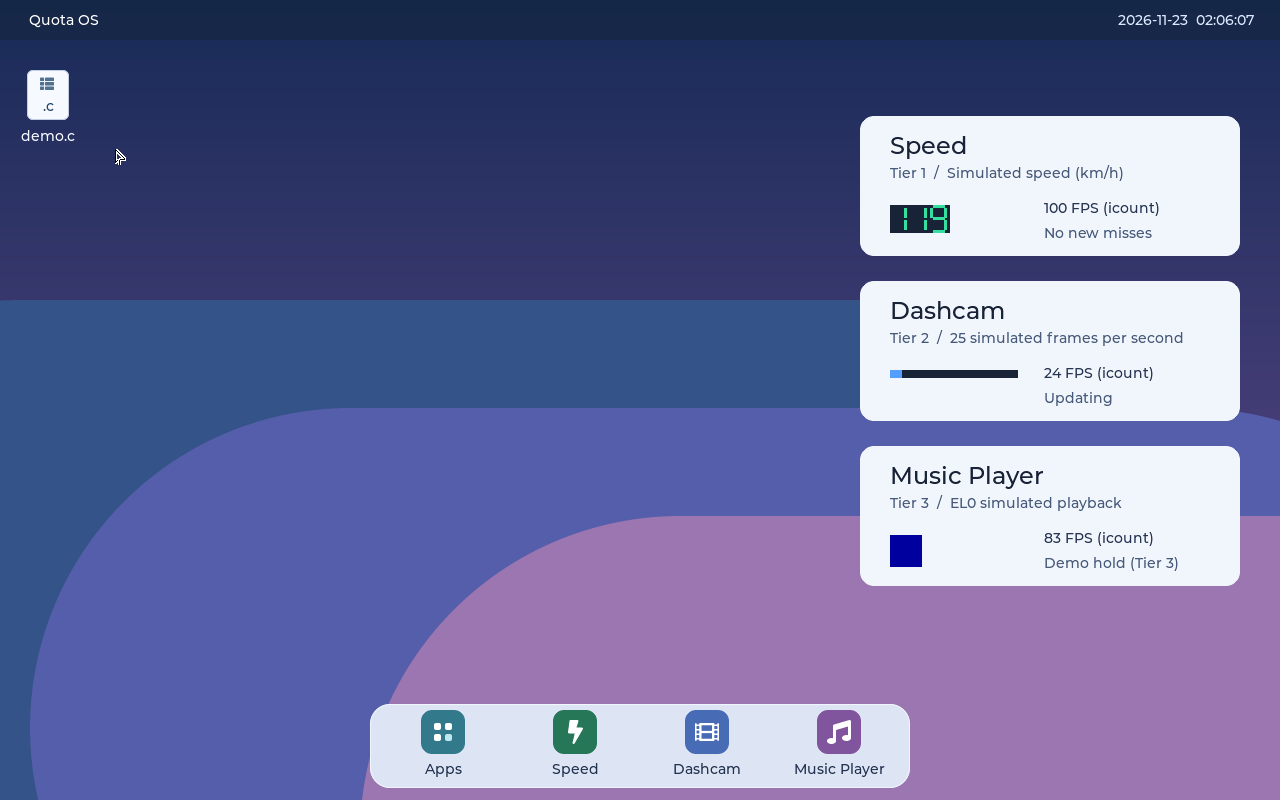 Quota OS
2026-11-23 02:06:07
.c
demo.c
Speed
Tier 1 / Simulated speed (km/h)
119
100 FPS (icount)
No new misses
Dashcam
Tier 2 / 25 simulated frames per second
24 FPS (icount)
Updating
Music Player
Tier 3 / EL0 simulated playback
83 FPS (icount)
Demo hold (Tier 3)
Apps
Speed
Dashcam
Music Player